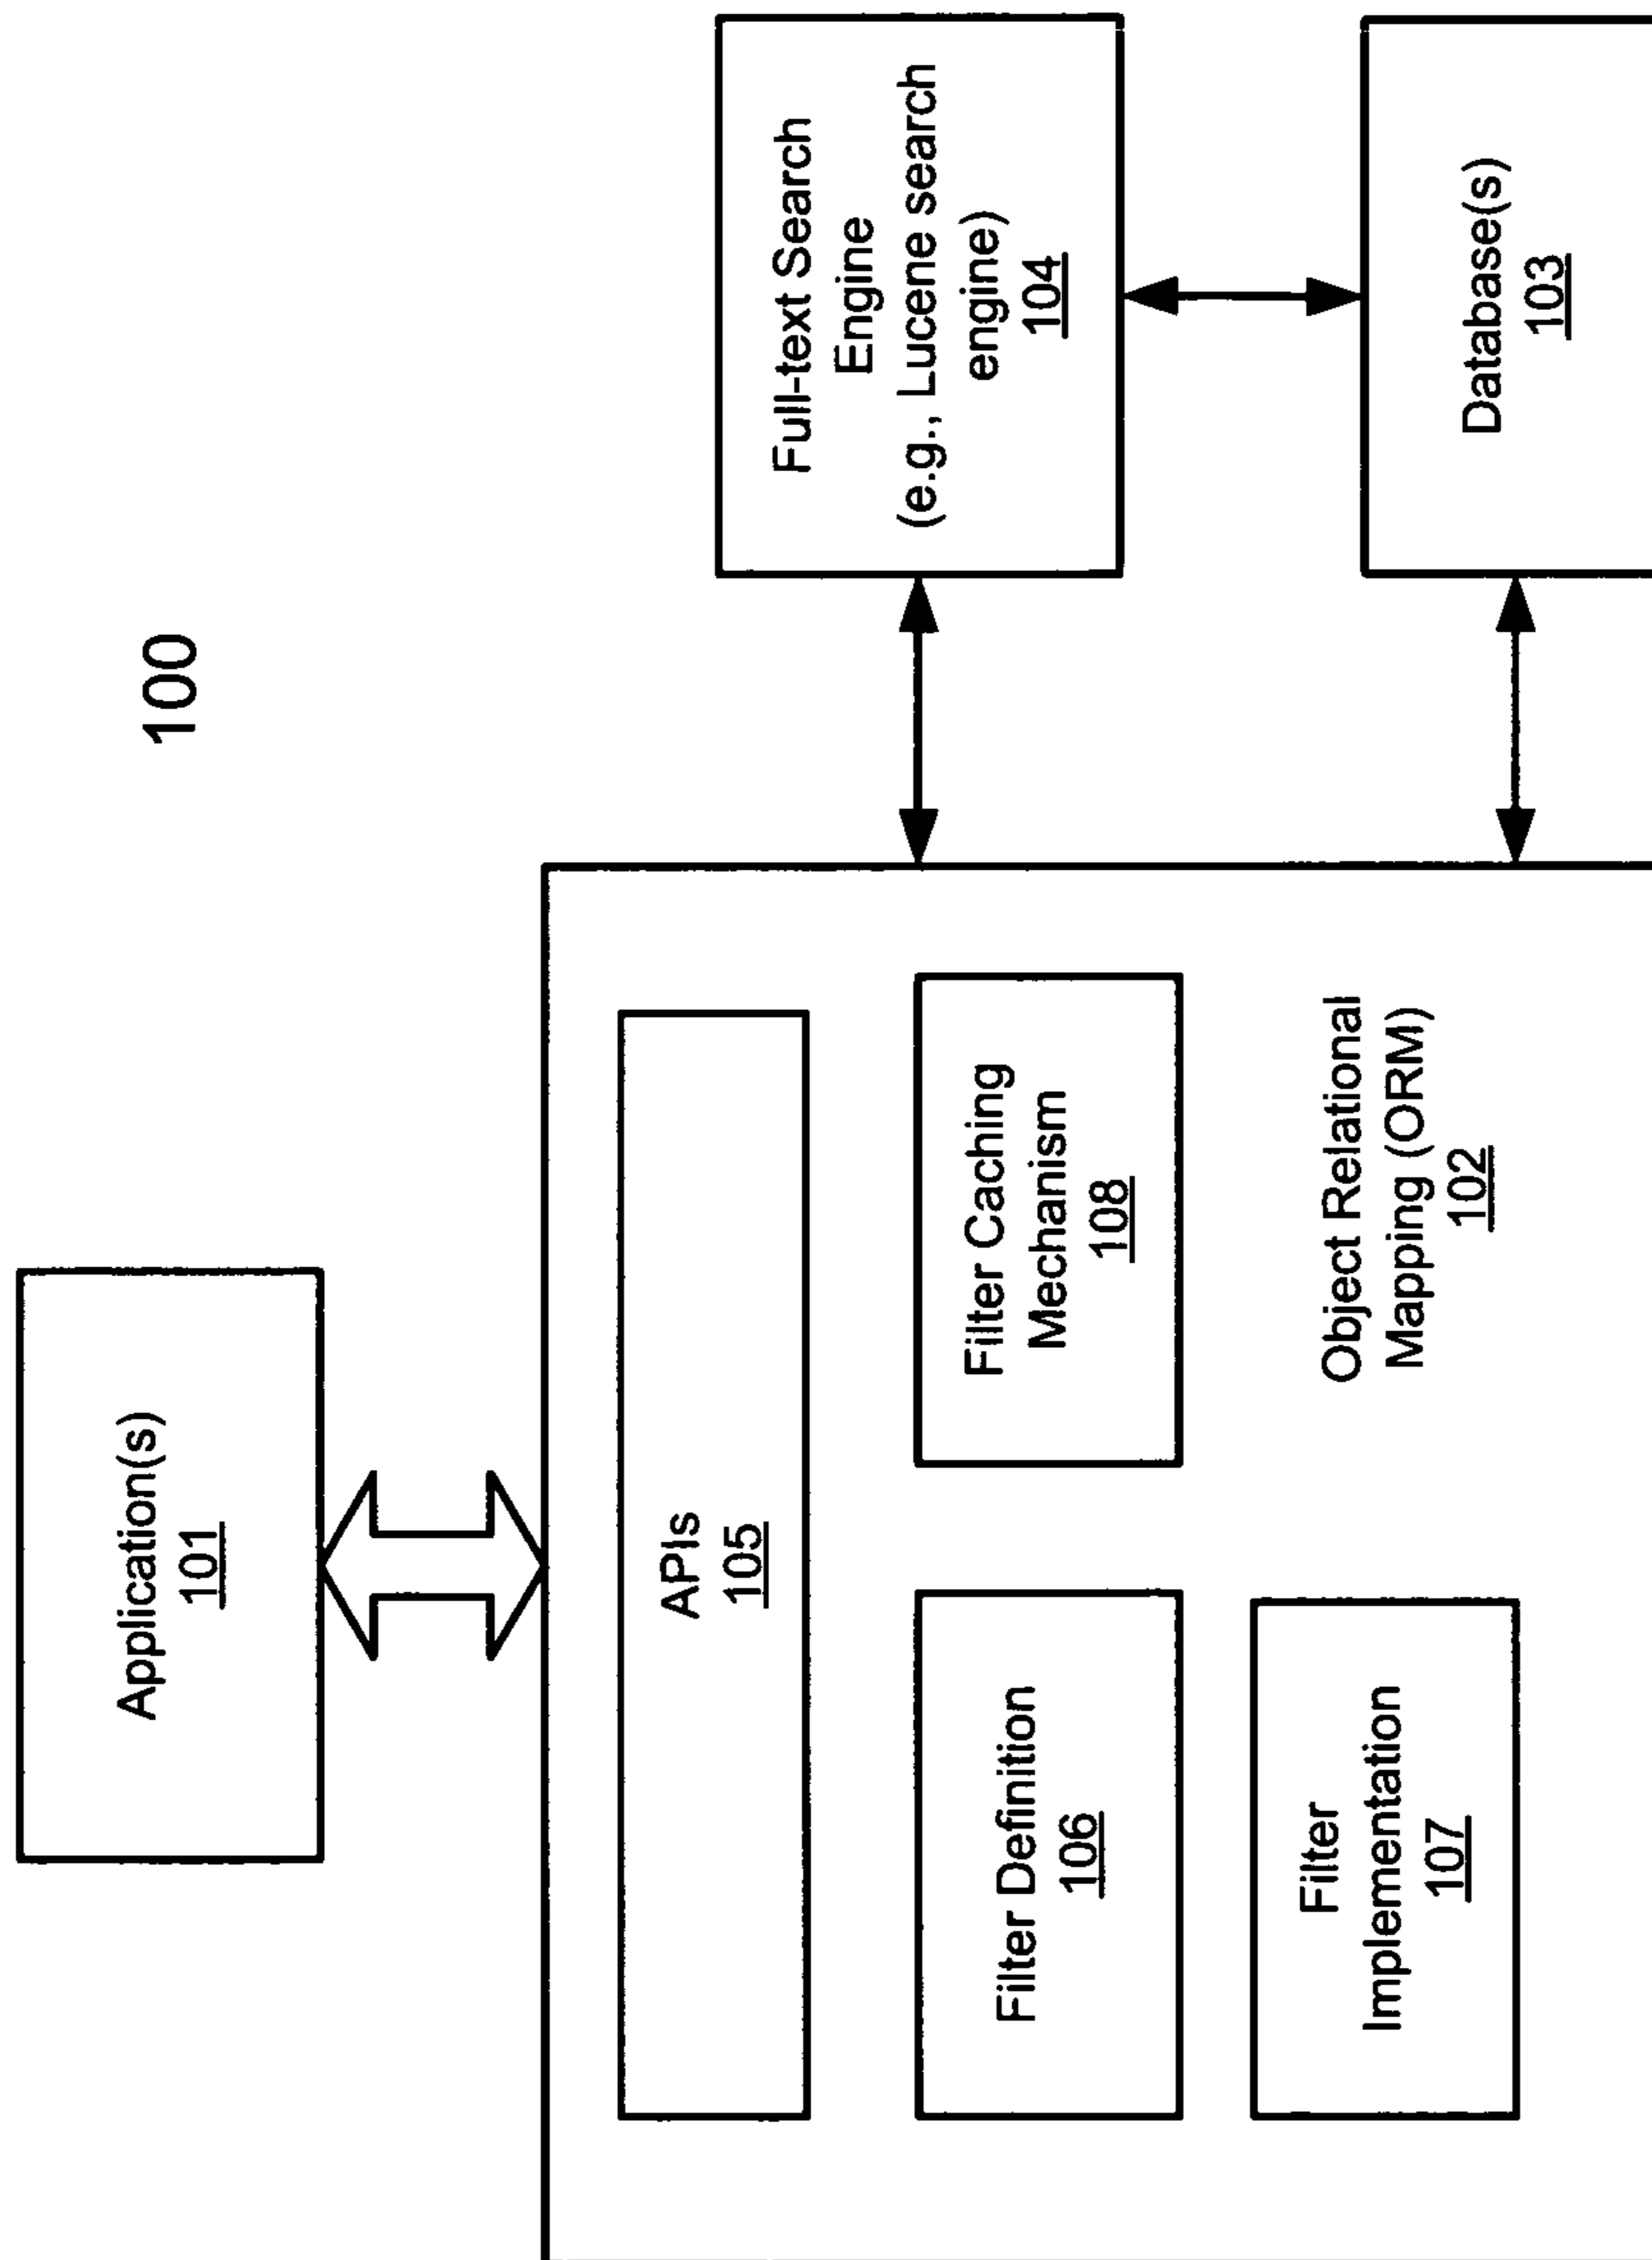 100
Application(s)
101
APIs
105
Filter Definition
106
Filter Caching
Mechanism
108
Filter
Implementation
107
Object Relational
Mapping (ORM)
102
Full-text Search
Engine
(e.g., Lucene search
engine)
104
Database(s)
103